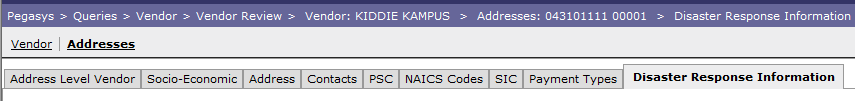 Pegasys > Queries > Vendor > Vendor Review > Vendor: KIDDIE KAMPUS > Addresses: 043101111 00001 > Disaster Response Information
Vendor | Addresses
Address Level Vendor Socio-Economic Address Contacts PSC NAICS Codes SIC Payment Types Disaster Response Information